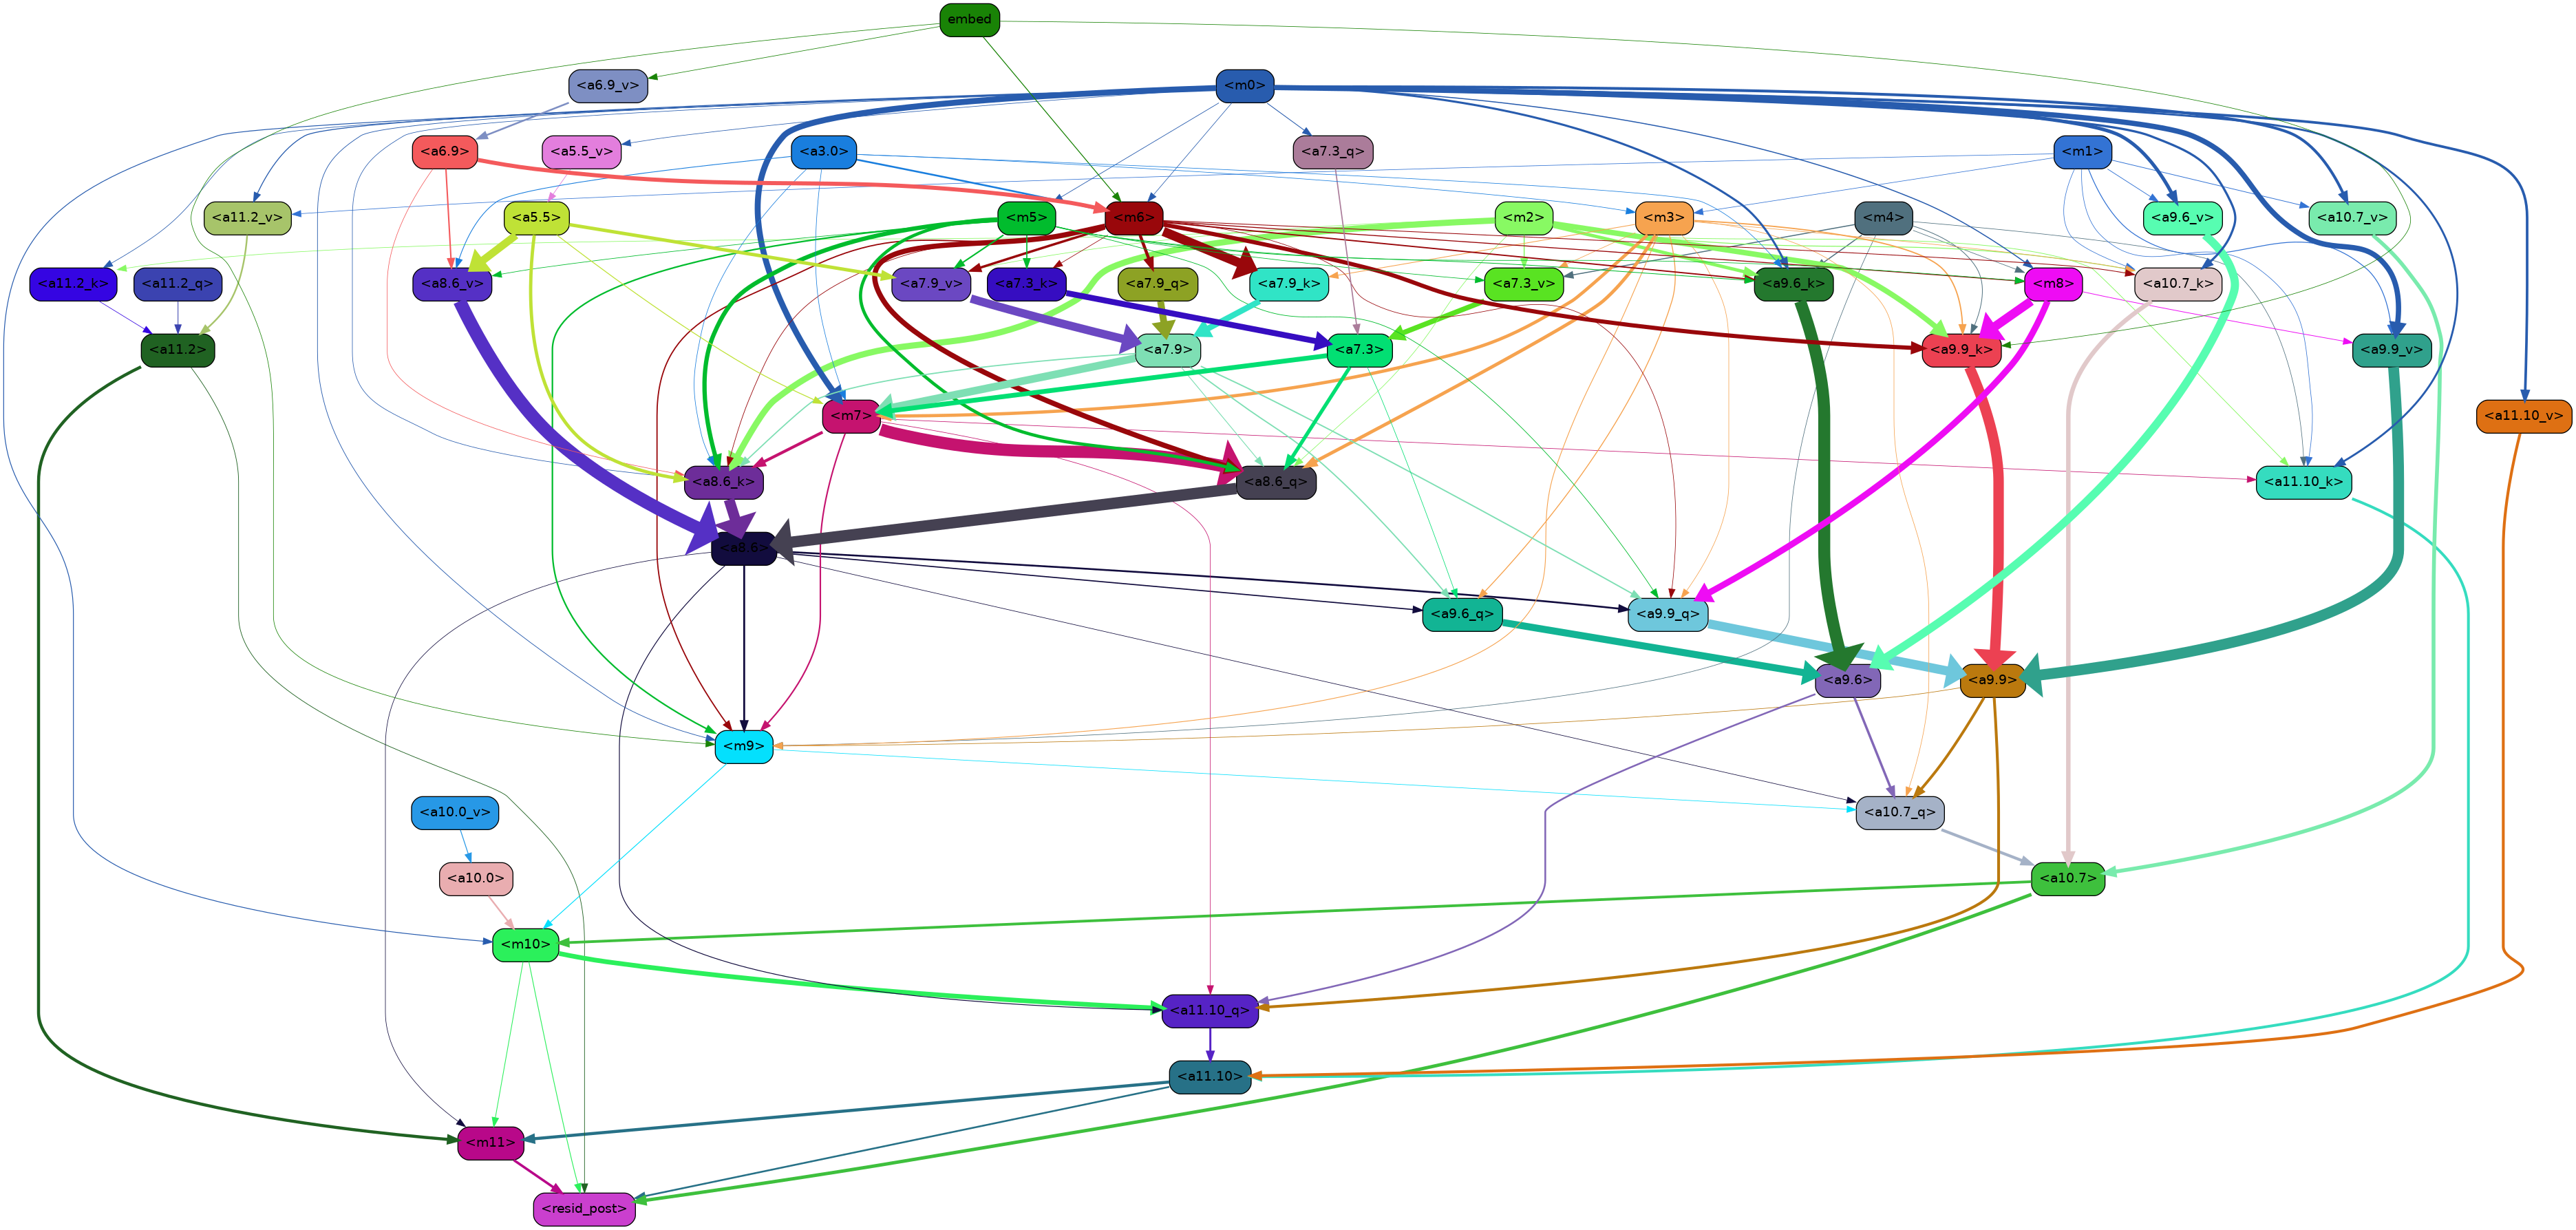 embed
<a6.9_v>
<m0>
<a6.9>
<a5.5_v>
<a3.0>
<a7.3_q>
<m1>
<a11.2_v>
<a5.5>
<m5>
<m6>
<m2>
<m3>
<m4>
<a9.6_v>
<a10.7_v>
<a11.2_k>
<a11.2_q>
<a8.6_v>
<a7.9_v>
<a7.3_k>
<a7.9_q>
<a7.9_k>
<a7.3_v>
<a9.6_k>
<m8>
<a10.7_k>
<a11.2>
<a7.9>
<a7.3>
<a9.9_k>
<a9.9_v>
<m7>
<a11.10_v>
<a8.6_k>
<a8.6_q>
<a11.10_k>
<a8.6>
<a9.6_q>
<a9.9_q>
<a9.6>
<a9.9>
<m9>
<a10.0_v>
<a10.7_q>
<a10.0>
<a10.7>
<m10>
<a11.10_q>
<a11.10>
<m11>
<resid_post>